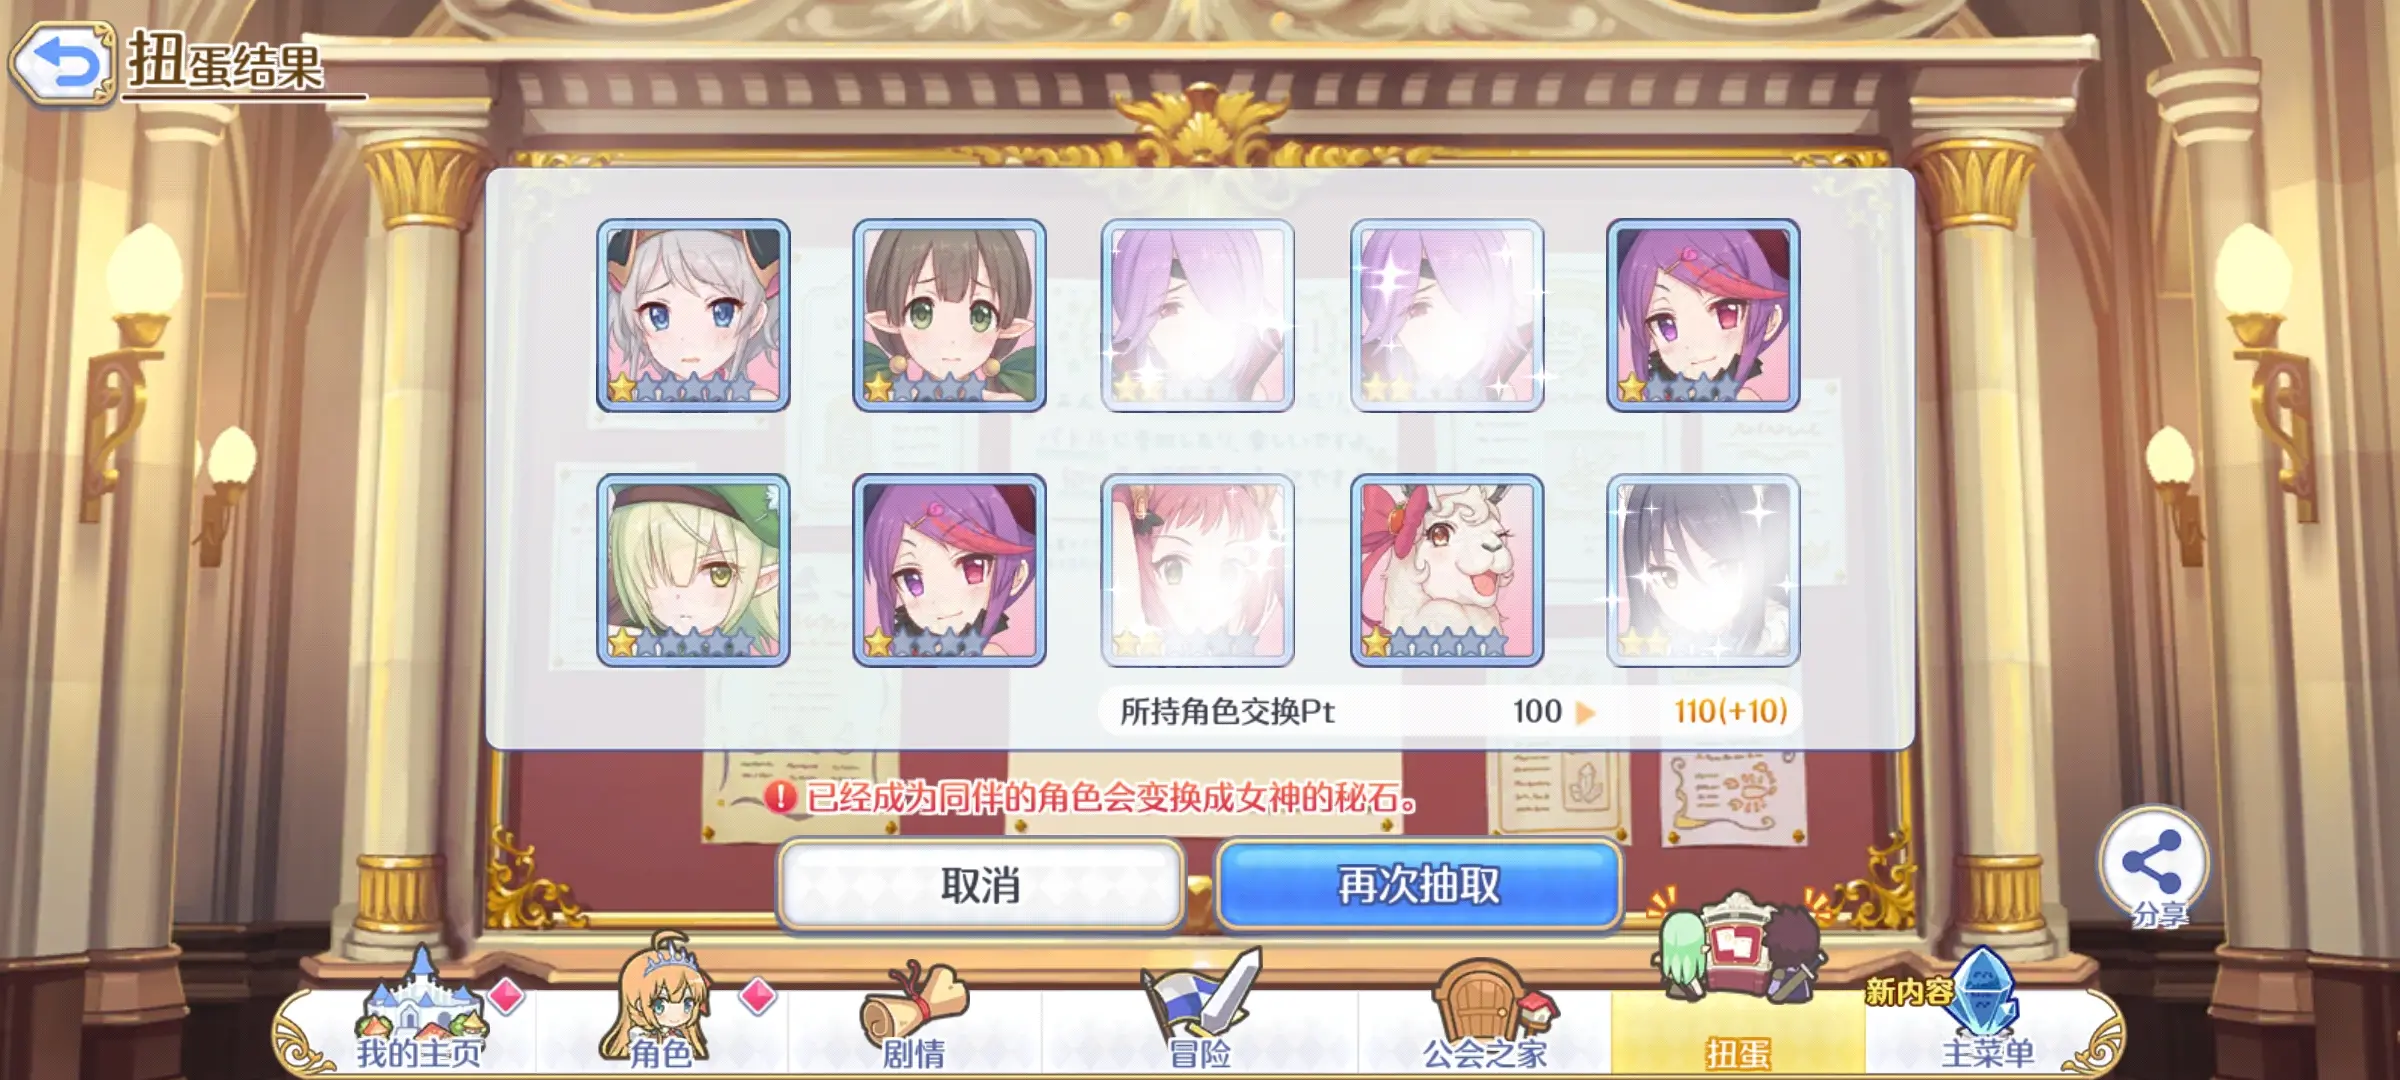 扭蛋结果
所持角色交换Pt 100 110(+10)
已经成为同伴的角色会变换成女神的秘石。
取消 再次抽取
分享
新内容
我的主页 角色 剧情 冒险 公会之家 扭蛋 主菜单